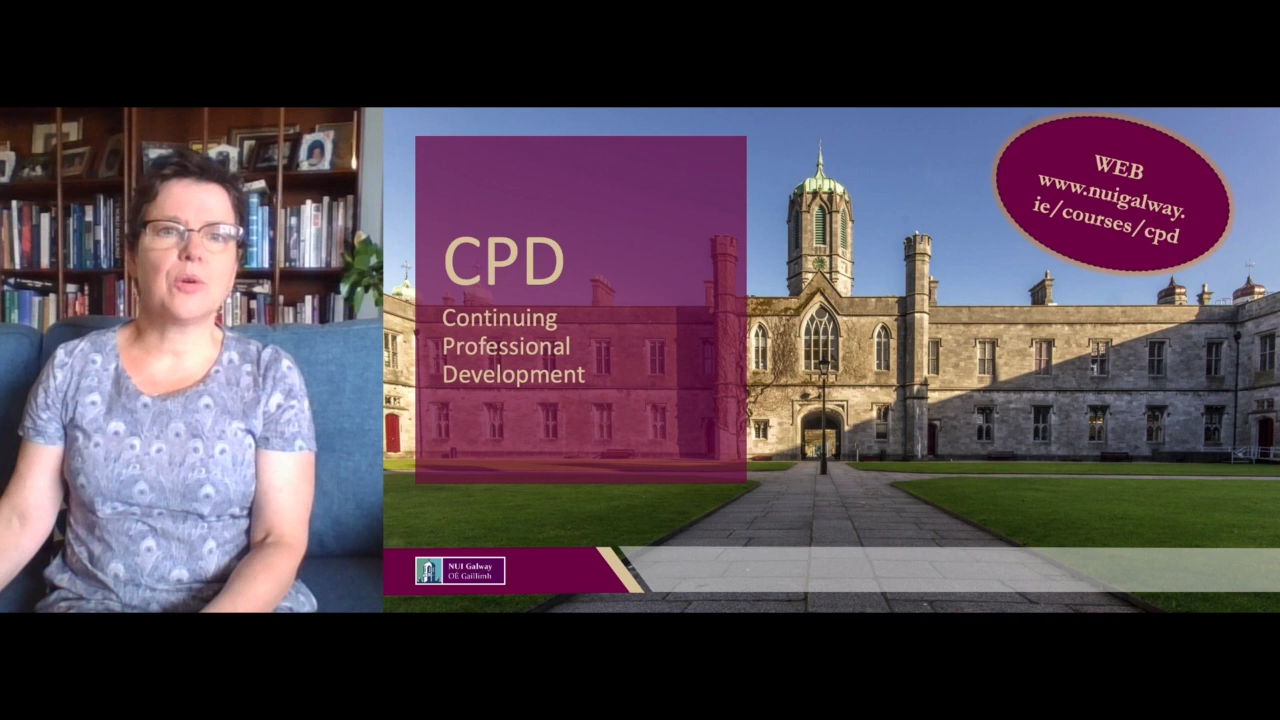 CPD
Continuing
Professional
Development
WEB
www.nuigalway.
ie/courses/cpd
NUI Galway
OÉ Gaillimh